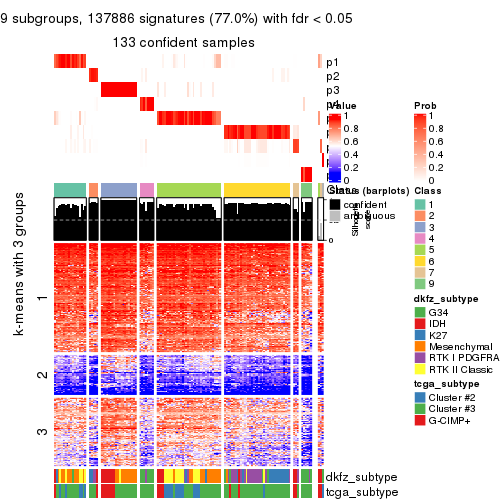 9 subgroups, 137886 signatures (77.0%) with fdr < 0.05
133 confident samples
p1
p2
p3
Value
1
0.8
0.6
0.4
0.2
0
Prob
1
0.8
0.6
0.4
0.2
0
Status (barplots)
confident
ambiguous
Silhouette
score
0
Class
1
2
3
4
5
6
7
9
dkfz_subtype
G34
IDH
K27
Mesenchymal
RTK I PDGFRA
RTK II Classic
tcga_subtype
Cluster #2
Cluster #3
G-CIMP+
k-means with 3 groups
1
2
3
dkfz_subtype
tcga_subtype